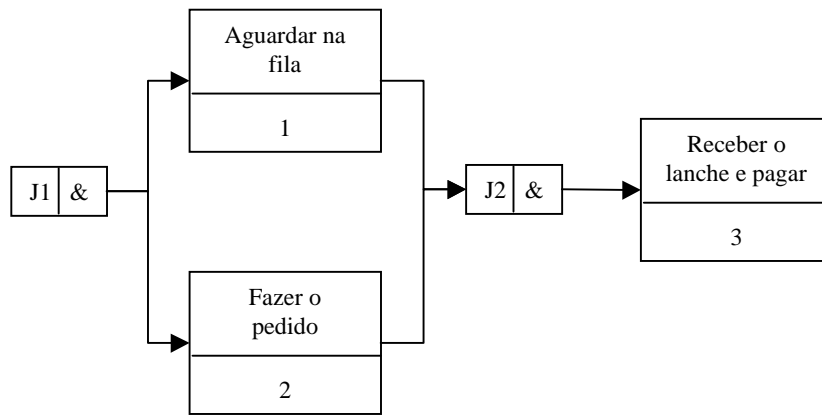 Aguardar na
fila
1
J1 &
Fazer o
pedido
2
J2 &
Receber o
lanche e pagar
3